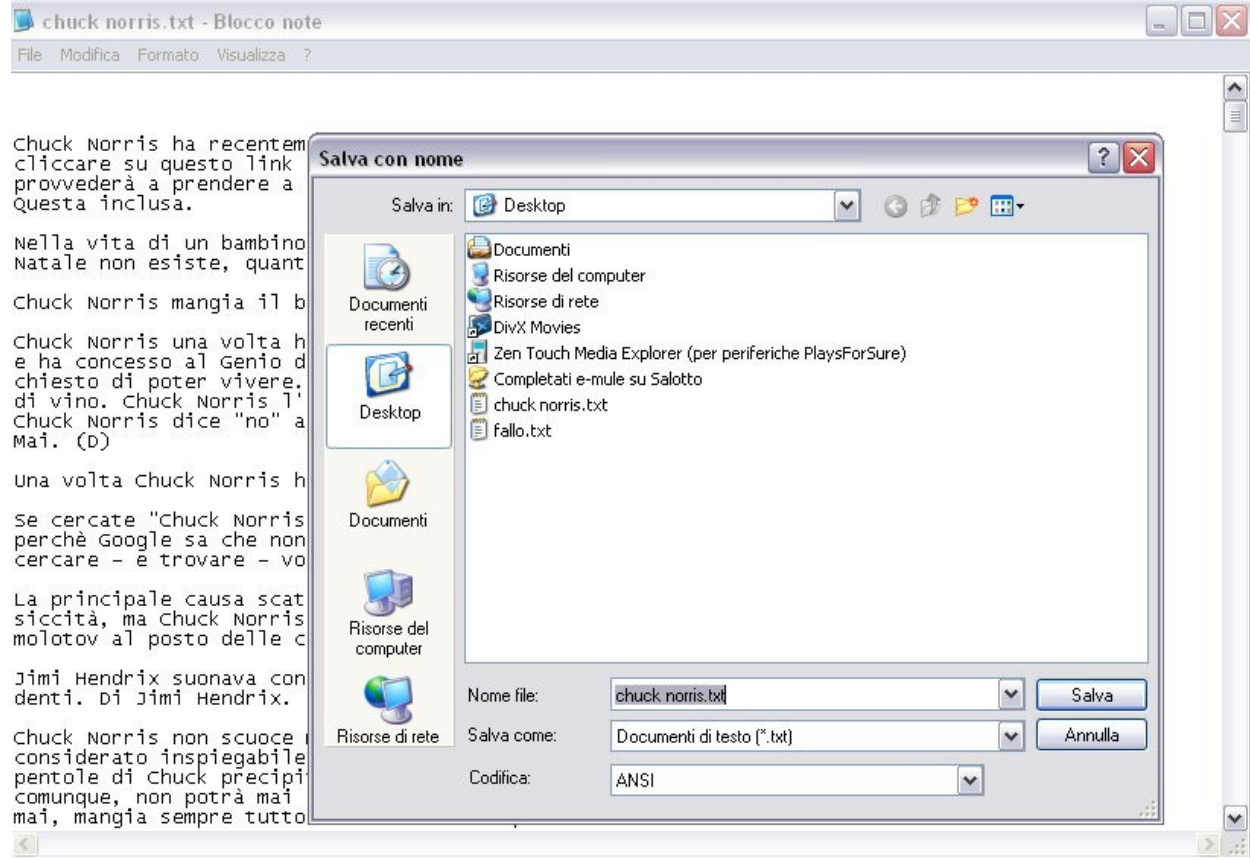 chuck norris.txt - Blocco note
File Modifica Formato Visualizza ?
Chuck Norris ha recentem
cliccare su questo link
provvederà a prendere a
Questa inclusa.
Nella vita di un bambino
Natale non esiste, quant
Chuck Norris mangia il b
Chuck Norris una volta h
e ha concesso al Genio d
chiesto di poter vivere.
di vino. Chuck Norris l'
Chuck Norris dice "no" a
Mai. (D)
Una volta Chuck Norris h
Se cercate "Chuck Norris
perchè Google sa che non
cercare – e trovare – vo
La principale causa scat
siccità, ma Chuck Norris
molotov al posto delle c
Jimi Hendrix suonava con
denti. Di Jimi Hendrix.
Chuck Norris non scuoce
considerato inspiegabile
pentole di Chuck precipi
comunque, non potrà mai
mai, mangia sempre tutto
Salva con nome
Salva in: Desktop
Documenti recenti
Desktop
Documenti
Risorse del computer
Risorse di rete
Documenti
Risorse del computer
Risorse di rete
DivX Movies
Zen Touch Media Explorer (per periferiche PlaysForSure)
Completati e-mule su Salotto
chuck norris.txt
fallo.txt
Nome file: chuck norris.txt Salva
Salva come: Documenti di testo (*.txt) Annulla
Codifica: ANSI